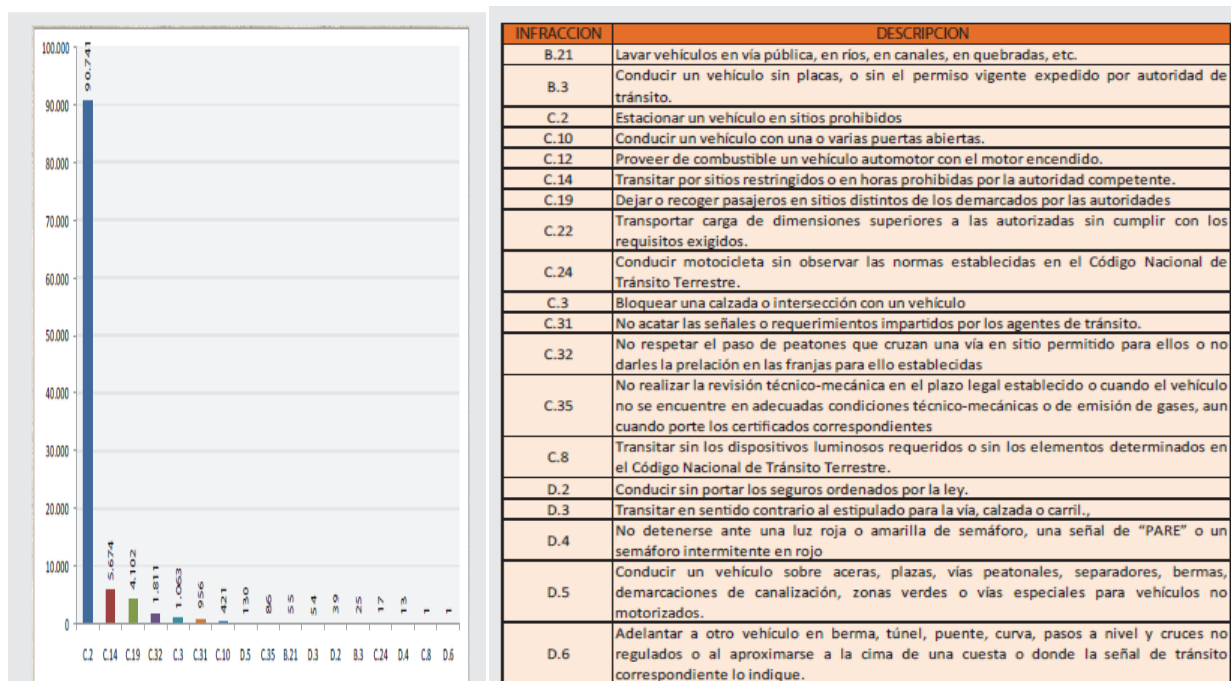 100.000
90.000
80.000
70.000
60.000
50.000
40.000
30.000
20.000
10.000
0
90.741
5.674
4.102
1.811
1.063
956
421
130
86
55
54
39
25
17
13
1
1
C.2 C.14 C.19 C.32 C.3 C.31 C.10 D.5 C.35 B.21 D.3 D.2 B.3 C.24 D.4 C.8 D.6
INFRACCION DESCRIPCION
B.21 Lavar vehículos en vía pública, en ríos, en canales, en quebradas, etc.
B.3 Conducir un vehículo sin placas, o sin el permiso vigente expedido por autoridad de
tránsito.
C.2 Estacionar un vehículo en sitios prohibidos
C.10 Conducir un vehículo con una o varias puertas abiertas.
C.12 Proveer de combustible un vehículo automotor con el motor encendido.
C.14 Transitar por sitios restringidos o en horas prohibidas por la autoridad competente.
C.19 Dejar o recoger pasajeros en sitios distintos de los demarcados por las autoridades
C.22 Transportar carga de dimensiones superiores a las autorizadas sin cumplir con los
requisitos exigidos.
C.24 Conducir motocicleta sin observar las normas establecidas en el Código Nacional de
Tránsito Terrestre.
C.3 Bloquear una calzada o intersección con un vehículo
C.31 No acatar las señales o requerimientos impartidos por los agentes de tránsito.
C.32 No respetar el paso de peatones que cruzan una vía en sitio permitido para ellos o no
darles la prelación en las franjas para ello establecidas
C.35 No realizar la revisión técnico-mecánica en el plazo legal establecido o cuando el vehículo
no se encuentre en adecuadas condiciones técnico-mecánicas o de emisión de gases, aun
cuando porte los certificados correspondientes
C.8 Transitar sin los dispositivos luminosos requeridos o sin los elementos determinados en
el Código Nacional de Tránsito Terrestre.
D.2 Conducir sin portar los seguros ordenados por la ley.
D.3 Transitar en sentido contrario al estipulado para la vía, calzada o carril.,
D.4 No detenerse ante una luz roja o amarilla de semáforo, una señal de “PARE” o un
semáforo intermitente en rojo
D.5 Conducir un vehículo sobre aceras, plazas, vías peatonales, separadores, bermas,
demarcaciones de canalización, zonas verdes o vías especiales para vehículos no
motorizados.
D.6 Adelantar a otro vehículo en berma, túnel, puente, curva, pasos a nivel y cruces no
regulados o al aproximarse a la cima de una cuesta o donde la señal de tránsito
correspondiente lo indique.